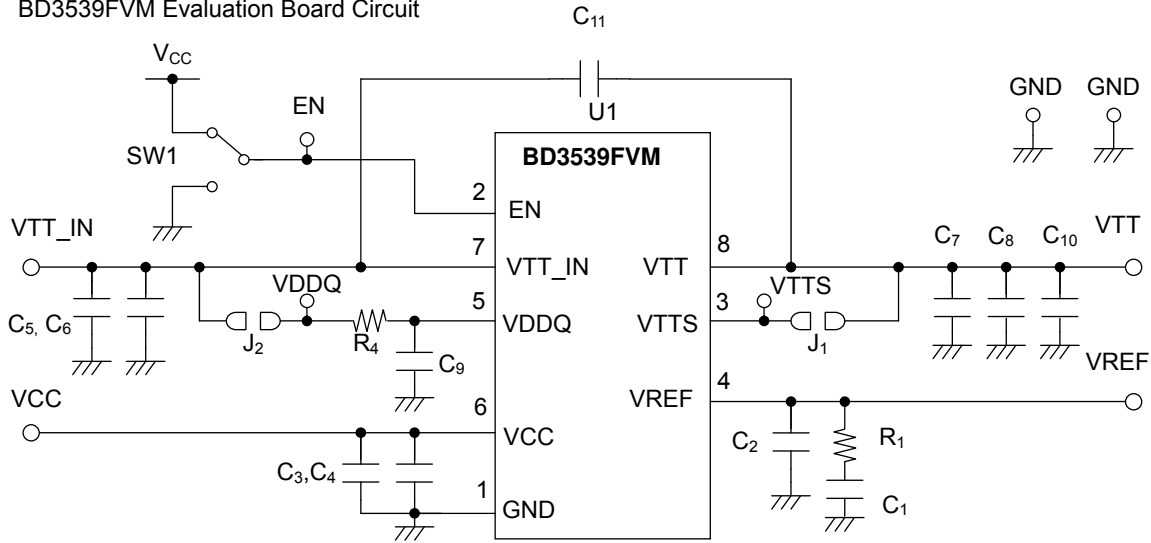 BD3539FVM Evaluation Board Circuit
C11
VCC
GND GND
EN
U1
BD3539FVM
SW1
2
EN
VTT_IN
7
VTT_IN
VTT
8
C7 C8 C10
VTT
VDDQ
5
VDDQ
VTTS
3
VTTS
C5, C6
J2
R4
J1
C9
VREF
4
VREF
VCC
6
VCC
C2
R1
C3,C4
1
GND
C1